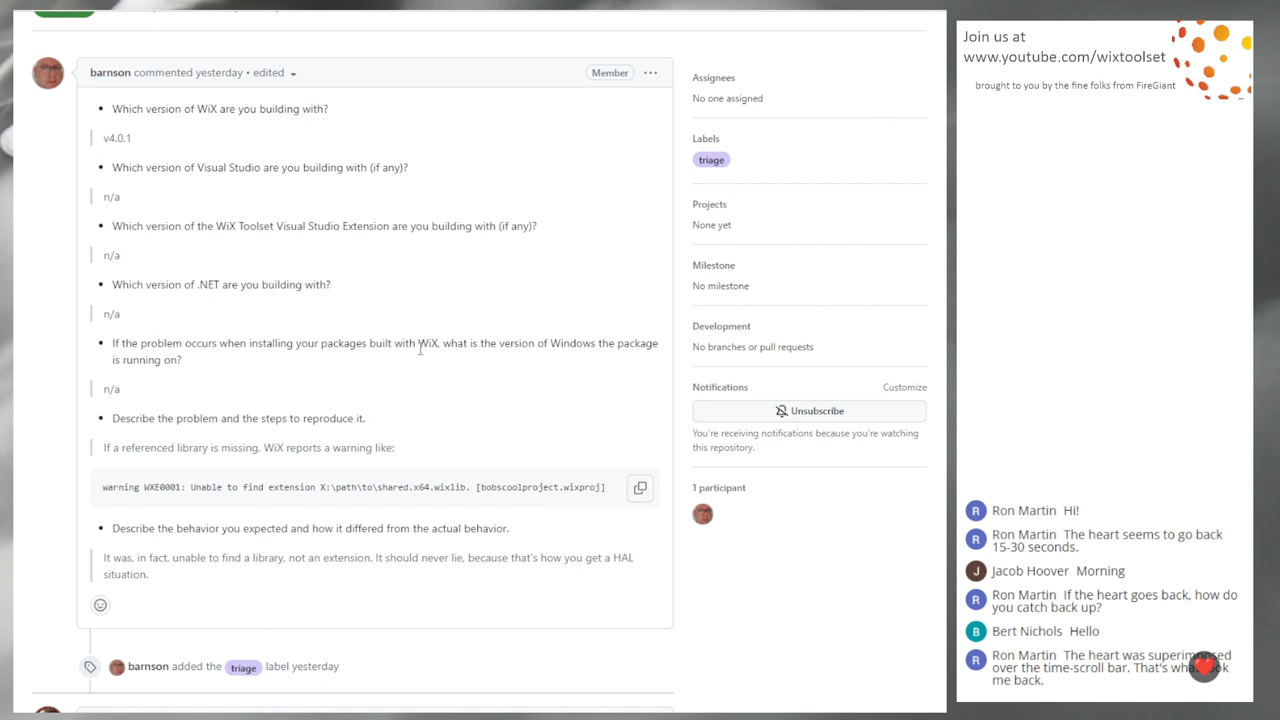 barnson commented yesterday • edited
Member
Which version of WiX are you building with?
v4.0.1
Which version of Visual Studio are you building with (if any)?
n/a
Which version of the WiX Toolset Visual Studio Extension are you building with (if any)?
n/a
Which version of .NET are you building with?
n/a
If the problem occurs when installing your packages built with WiX, what is the version of Windows the package
is running on?
n/a
Describe the problem and the steps to reproduce it.
If a referenced library is missing, WiX reports a warning like:
warning WXE0001: Unable to find extension X:\path\to\shared.x64.wixlib. [bobscoolproject.wixproj]
Describe the behavior you expected and how it differed from the actual behavior.
It was, in fact, unable to find a library, not an extension. It should never lie, because that's how you get a HAL
situation.
barnson added the triage label yesterday
Assignees
No one assigned
Labels
triage
Projects
None yet
Milestone
No milestone
Development
No branches or pull requests
Notifications
Customize
Unsubscribe
You're receiving notifications because you're watching
this repository.
1 participant
Join us at
www.youtube.com/wixtoolset
brought to you by the fine folks from FireGiant
R Ron Martin Hi!
R Ron Martin The heart seems to go back
15-30 seconds.
J Jacob Hoover Morning
R Ron Martin If the heart goes back, how do
you catch back up?
B Bert Nichols Hello
R Ron Martin The heart was superimposed
over the time-scroll bar. That's what took
me back.